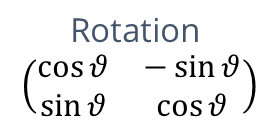 Rotation
(cos ϑ − sin ϑ
sin ϑ cos ϑ)